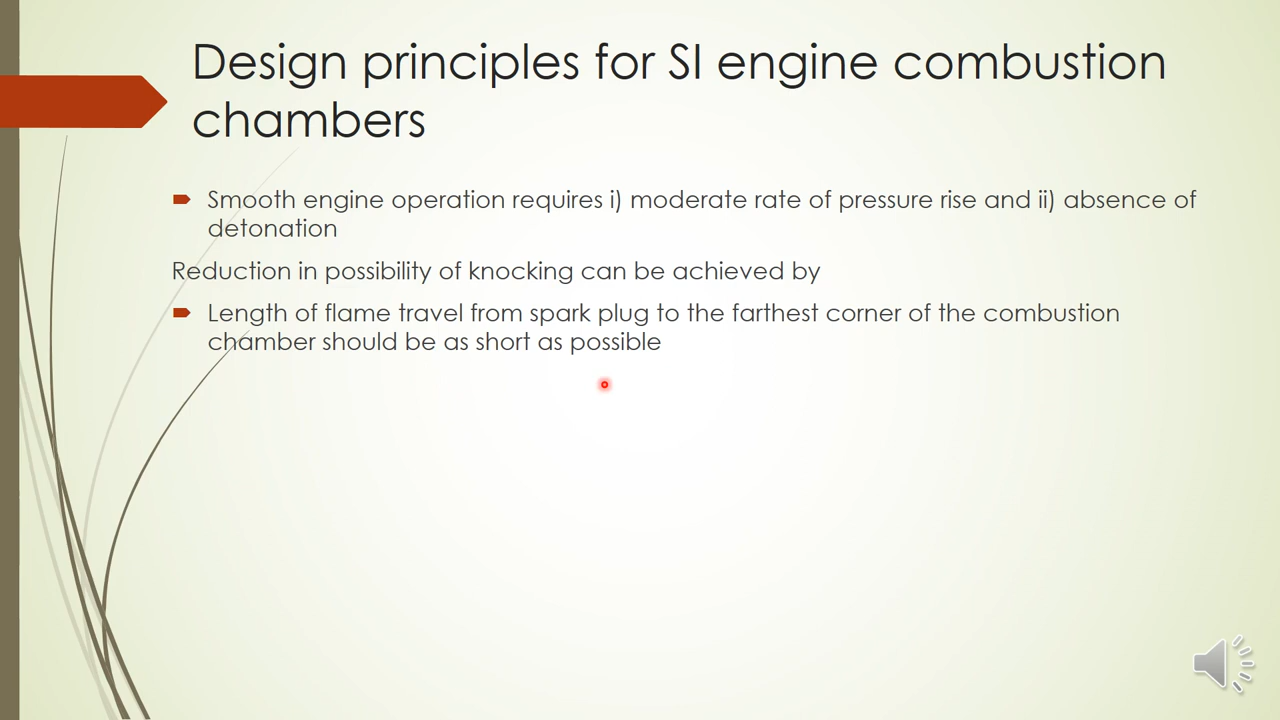 Design principles for SI engine combustion
chambers
Smooth engine operation requires i) moderate rate of pressure rise and ii) absence of
detonation
Reduction in possibility of knocking can be achieved by
Length of flame travel from spark plug to the farthest corner of the combustion
chamber should be as short as possible